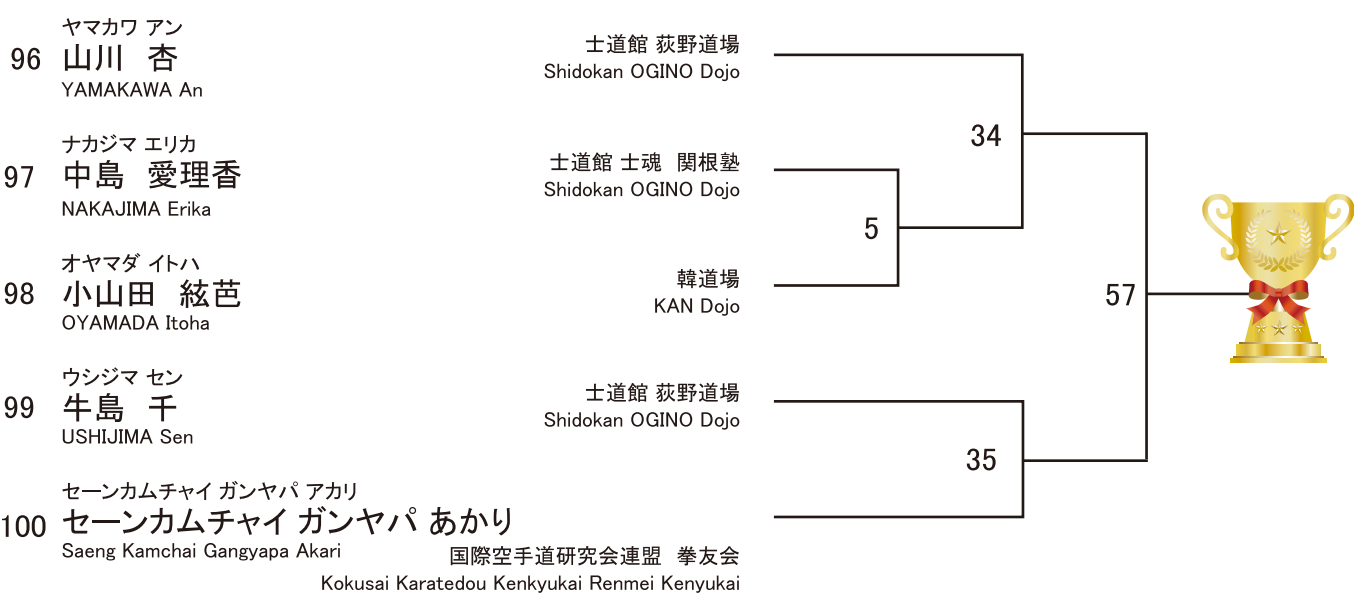 ヤマカワ アン
96 山川 杏
YAMAKAWA An
士道館 荻野道場
Shidokan OGINO Dojo
34
ナカジマ エリカ
97 中島 愛理香
NAKAJIMA Erika
士道館 士魂 関根塾
Shidokan OGINO Dojo
5
オヤマダ イトハ
98 小山田 絃芭
OYAMADA Itoha
韓道場
KAN Dojo
57
ウシジマ セン
99 牛島 千
USHIJIMA Sen
士道館 荻野道場
Shidokan OGINO Dojo
35
セーンカムチャイ ガンヤパ アカリ
100 セーンカムチャイ ガンヤパ あかり
Saeng Kamchai Gangyapa Akari
国際空手道研究会連盟 拳友会
Kokusai Karatedou Kenkyukai Renmei Kenyukai